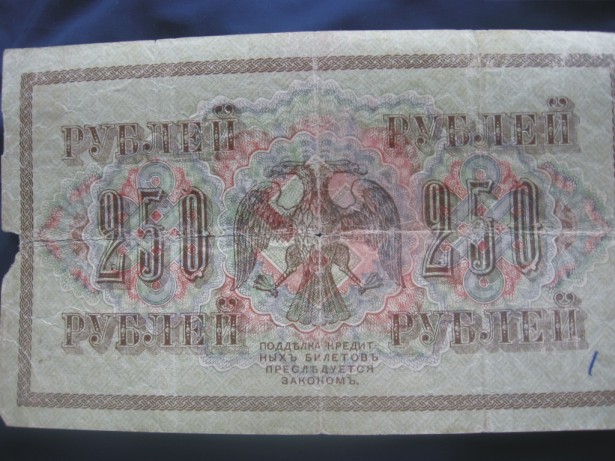 РУБЛЕЙ РУБЛЕЙ
250 250
РУБЛЕЙ РУБЛЕЙ
ПОДДѢЛКА КРЕДИТ
НЫХЪ БИЛЕТОВЪ
ПРЕСЛѢДУЕТСЯ
ЗАКОНОМЪ.